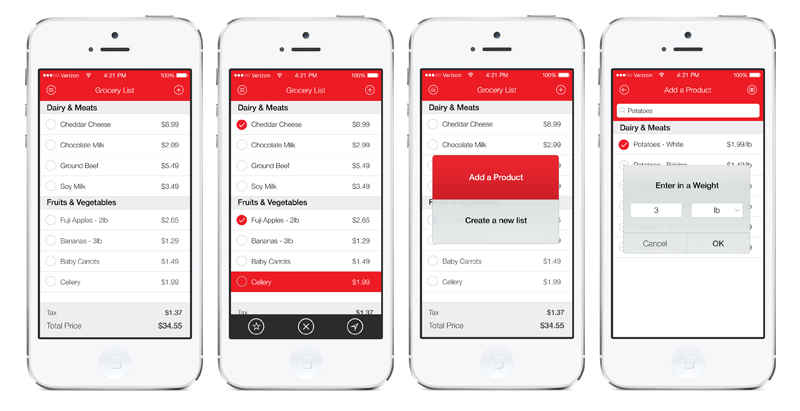 ●●●○○ Verizon 4:21 PM 100%
Grocery List
Dairy & Meats
Cheddar Cheese $8.99
Chocolate Milk $2.99
Ground Beef $5.49
Soy Milk $3.49
Fruits & Vegetables
Fuji Apples - 2lb $2.65
Bananas - 3lb $1.29
Baby Carrots $1.49
Cellery $1.99
Tax $1.37
Total Price $34.55
●●●○○ Verizon 4:21 PM 100%
Grocery List
Dairy & Meats
Cheddar Cheese $8.99
Chocolate Milk $2.99
Ground Beef $5.49
Soy Milk $3.49
Fruits & Vegetables
Fuji Apples - 2lb $2.65
Bananas - 3lb $1.29
Baby Carrots $1.49
Cellery $1.99
Tax $1.37
●●●○○ Verizon 4:21 PM 100%
Grocery List
Dairy & Meats
Cheddar Cheese $8.99
Chocolate Milk $2.99
Add a Product
Create a new list
Baby Carrots $1.49
Cellery $1.99
Tax $1.37
Total Price $34.55
●●●○○ Verizon 4:21 PM 100%
Add a Product
Potatoes
Dairy & Meats
Potatoes - White $1.99/lb
Potatoes - Baking $1.49/lb
Enter in a Weight
3 lb
Cancel OK